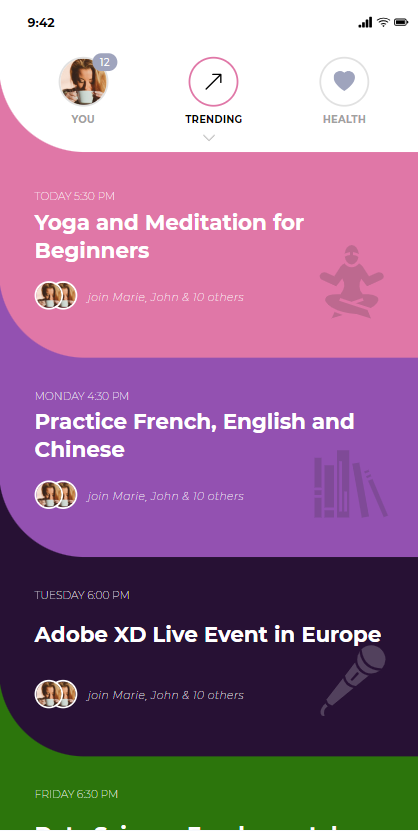 9:42
12
YOU
TRENDING
HEALTH
TODAY 5:30 PM
Yoga and Meditation for
Beginners
join Marie, John & 10 others
MONDAY 4:30 PM
Practice French, English and
Chinese
join Marie, John & 10 others
TUESDAY 6:00 PM
Adobe XD Live Event in Europe
join Marie, John & 10 others
FRIDAY 6:30 PM